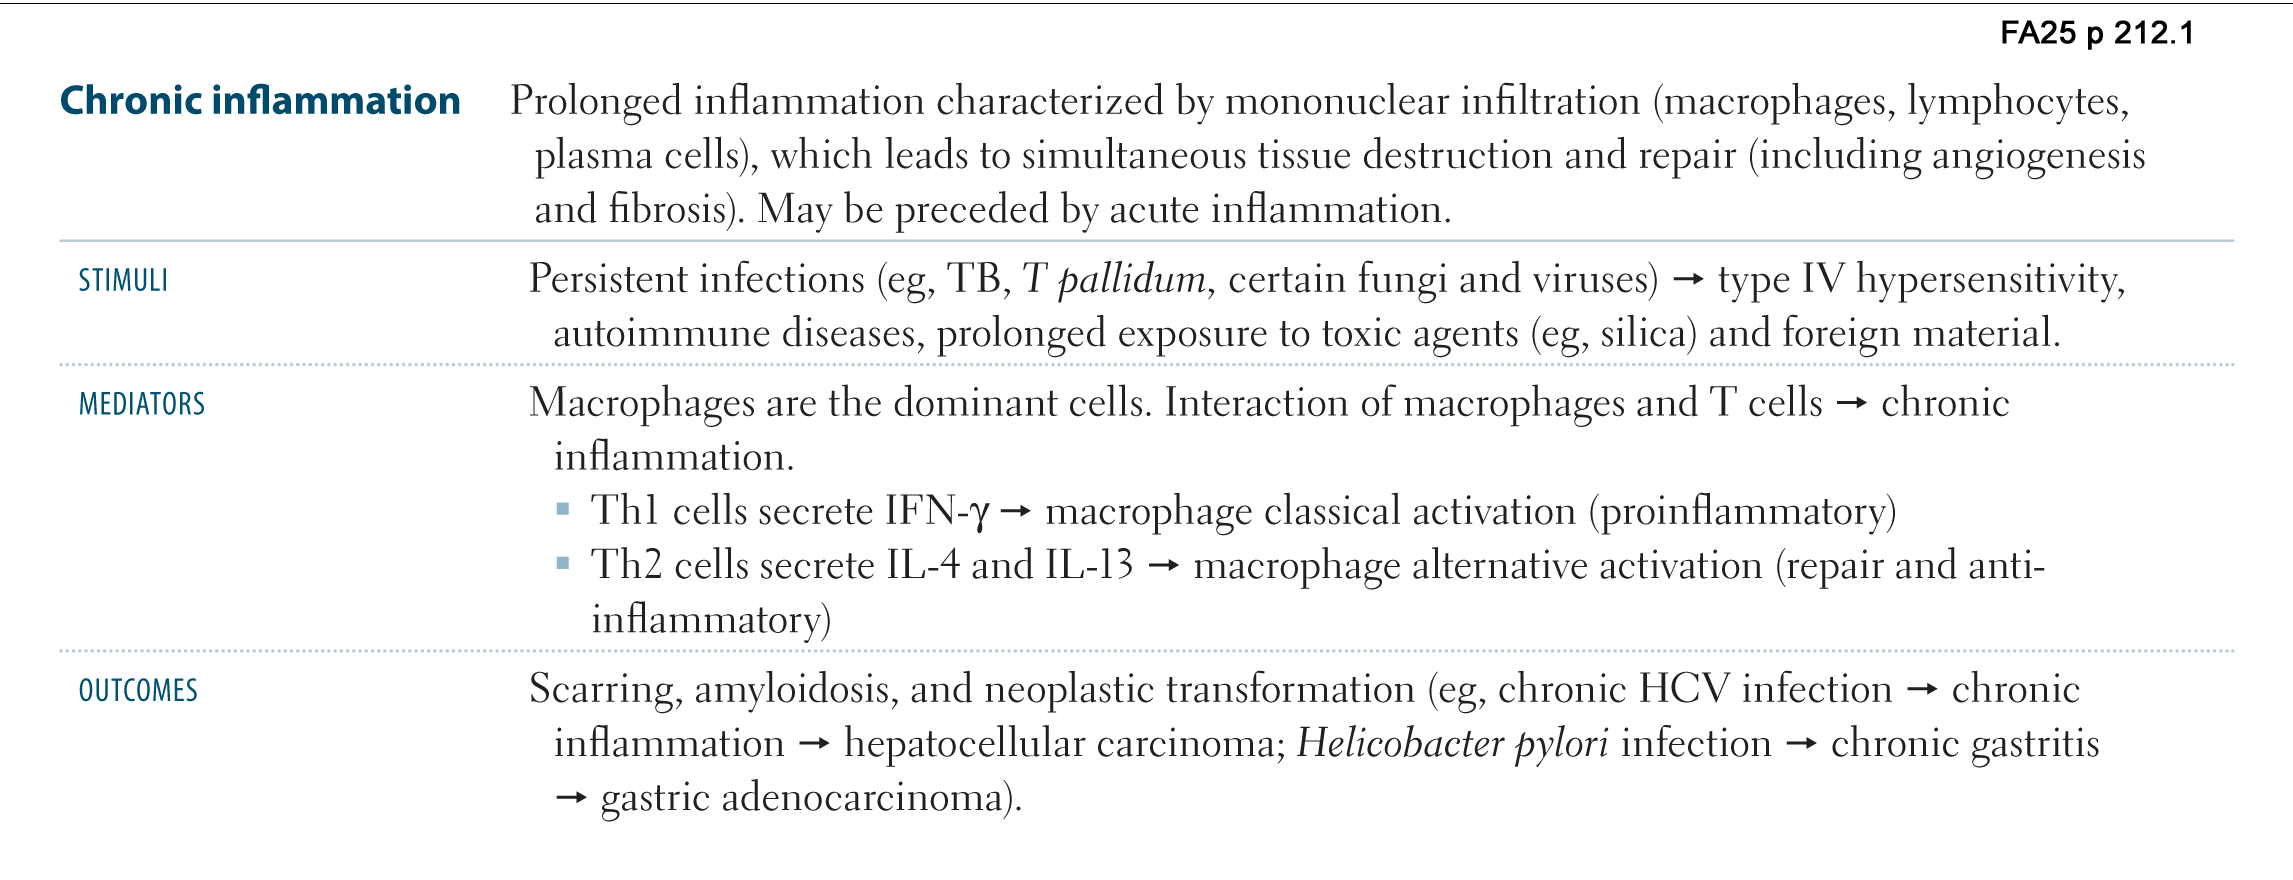 FA25 p 212.1
Chronic inflammation Prolonged inflammation characterized by mononuclear infiltration (macrophages, lymphocytes,
plasma cells), which leads to simultaneous tissue destruction and repair (including angiogenesis
and fibrosis). May be preceded by acute inflammation.
STIMULI Persistent infections (eg, TB, T pallidum, certain fungi and viruses) → type IV hypersensitivity,
autoimmune diseases, prolonged exposure to toxic agents (eg, silica) and foreign material.
MEDIATORS Macrophages are the dominant cells. Interaction of macrophages and T cells → chronic
inflammation.
▪ Th1 cells secrete IFN-γ → macrophage classical activation (proinflammatory)
▪ Th2 cells secrete IL-4 and IL-13 → macrophage alternative activation (repair and anti-
inflammatory)
OUTCOMES Scarring, amyloidosis, and neoplastic transformation (eg, chronic HCV infection → chronic
inflammation → hepatocellular carcinoma; Helicobacter pylori infection → chronic gastritis
→ gastric adenocarcinoma).